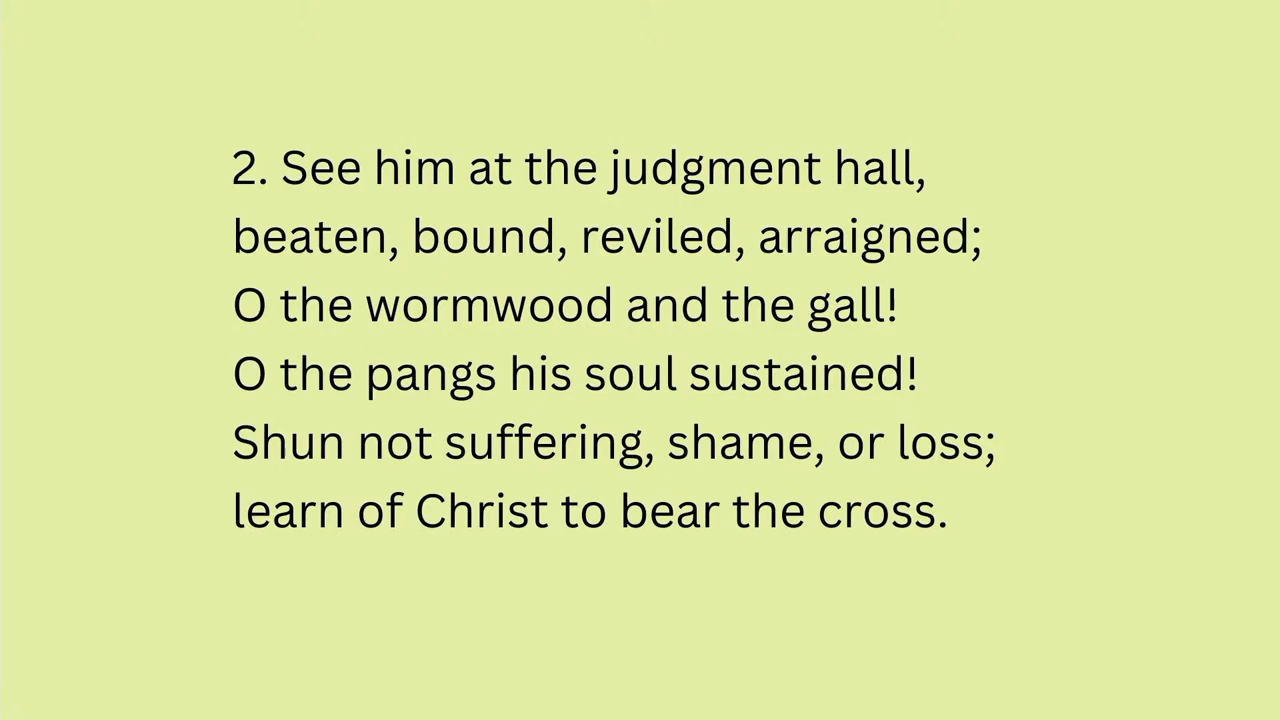 2. See him at the judgment hall,
beaten, bound, reviled, arraigned;
O the wormwood and the gall!
O the pangs his soul sustained!
Shun not suffering, shame, or loss;
learn of Christ to bear the cross.